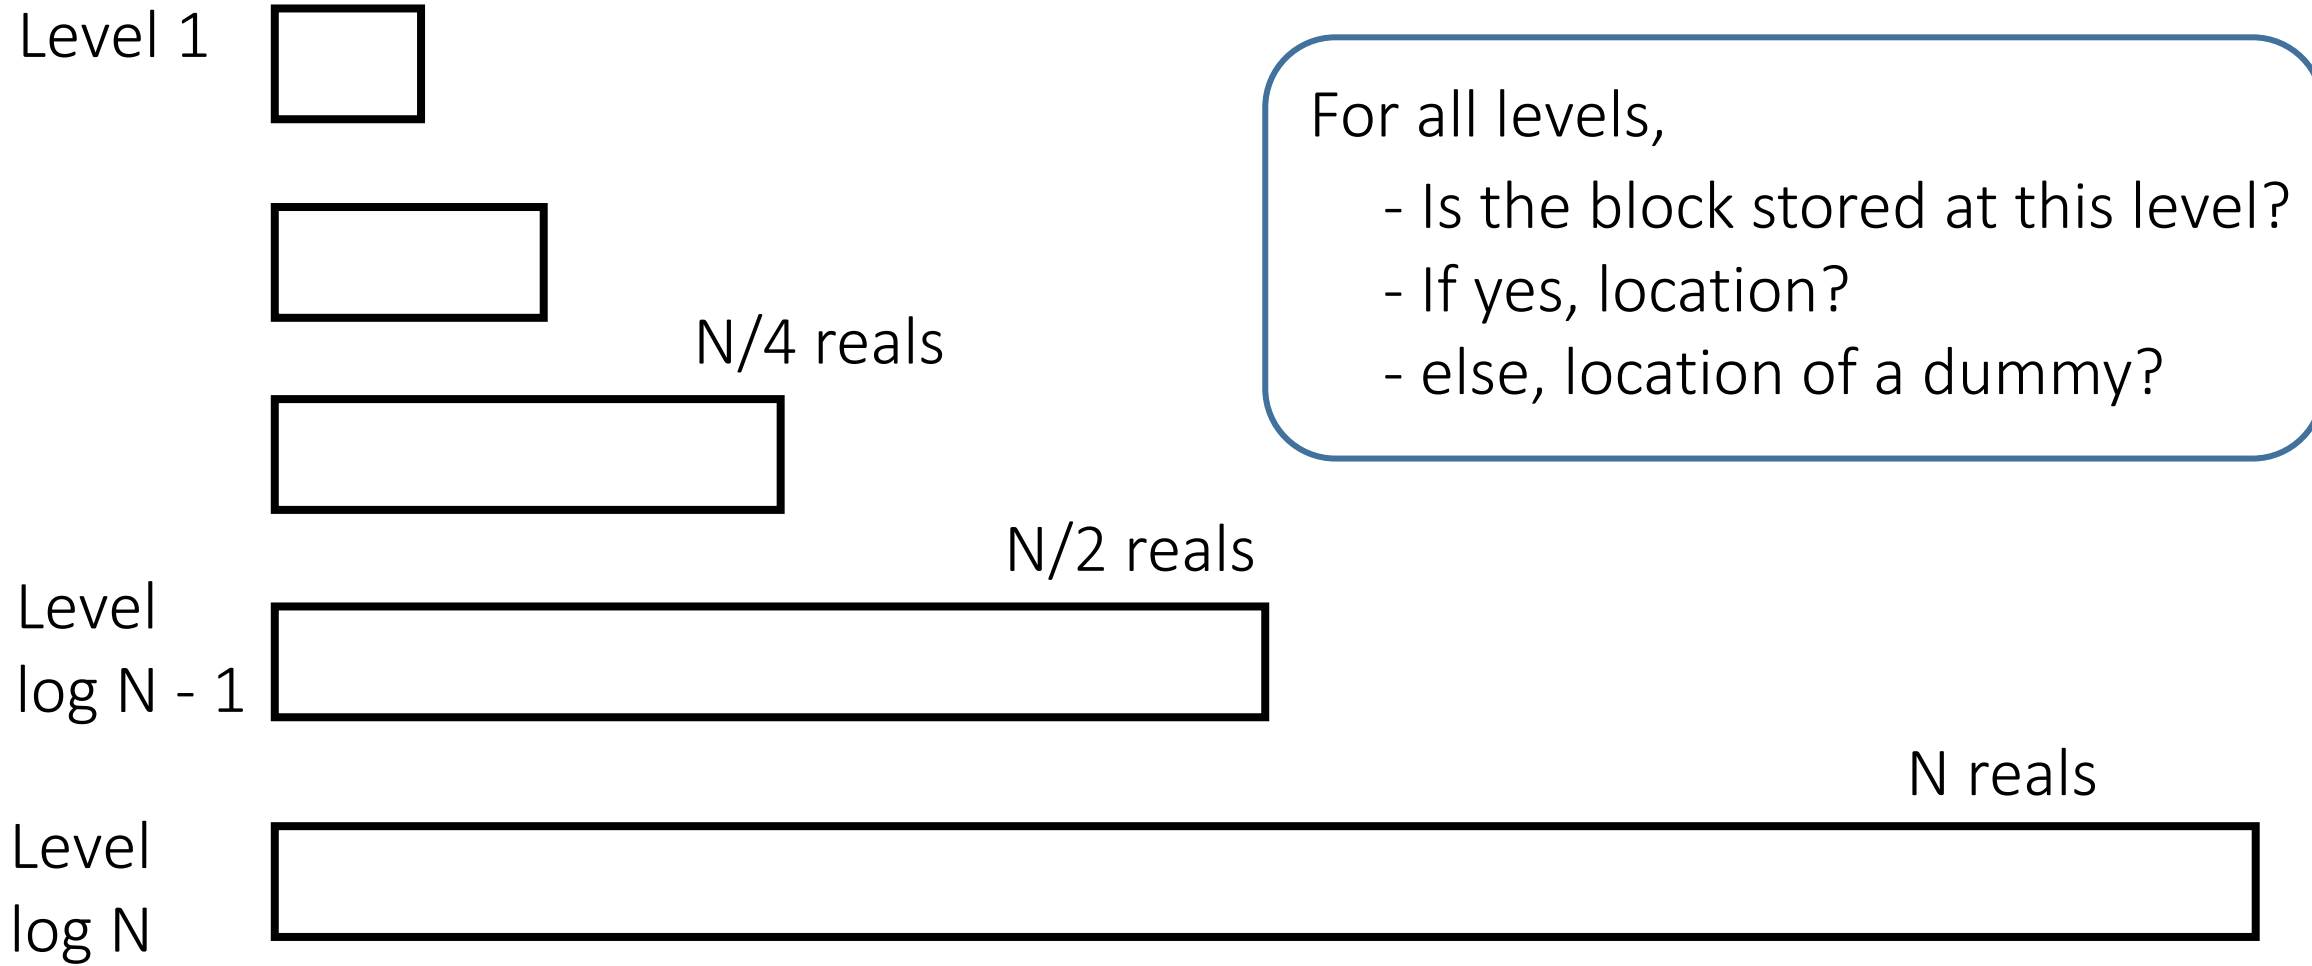 Level 1
For all levels,
- Is the block stored at this level?
- If yes, location?
- else, location of a dummy?
N/4 reals
N/2 reals
Level
log N - 1
N reals
Level
log N